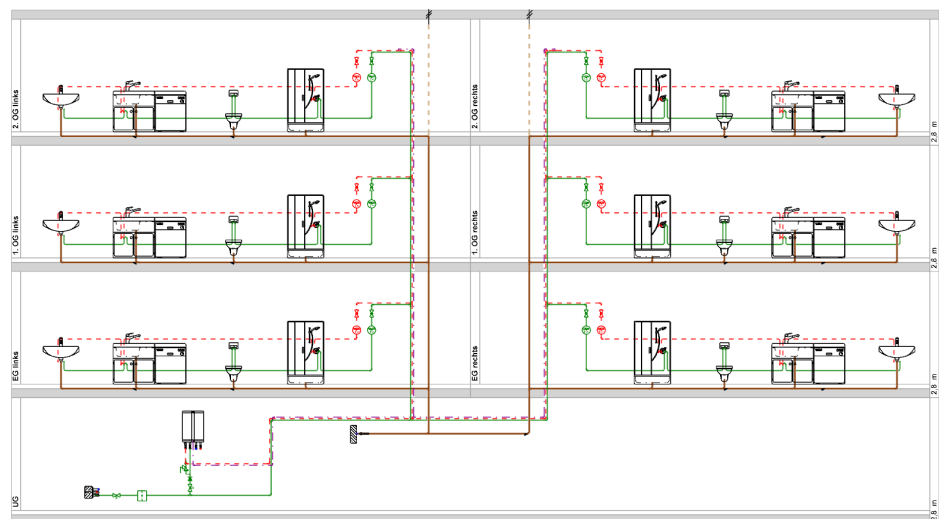 2. OG links
2. OG rechts
2.8 m
1. OG links
1. OG rechts
2.8 m
EG links
EG rechts
2.8 m
UG
2.8 m